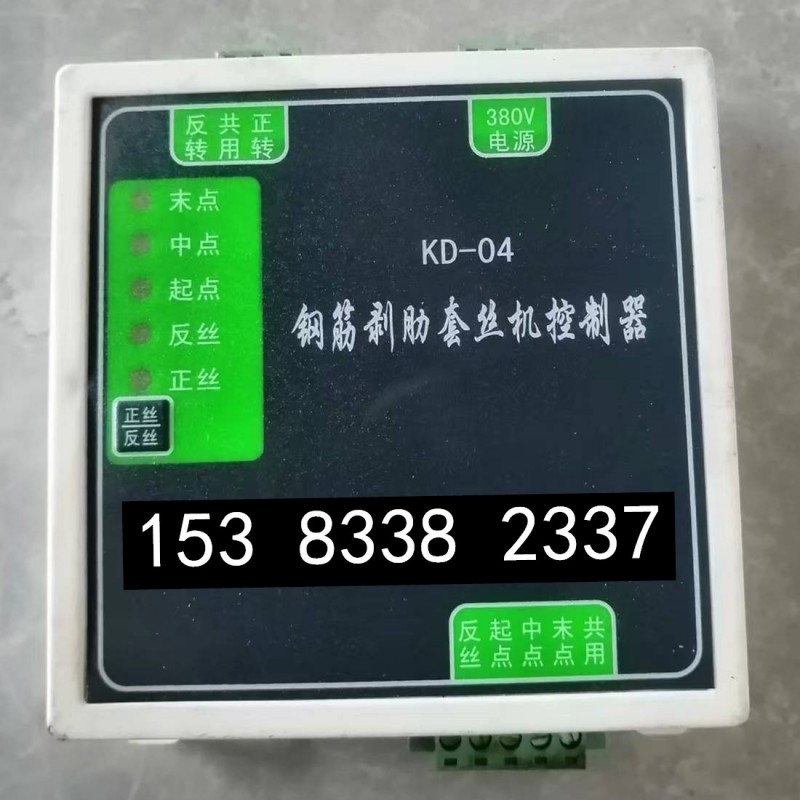 反共正
转用转
380V
电源
末点
中点
起点
反丝
正丝
正丝
反丝
KD-04
钢筋剥肋套丝机控制器
153 8338 2337
反起中末共
丝点点点用